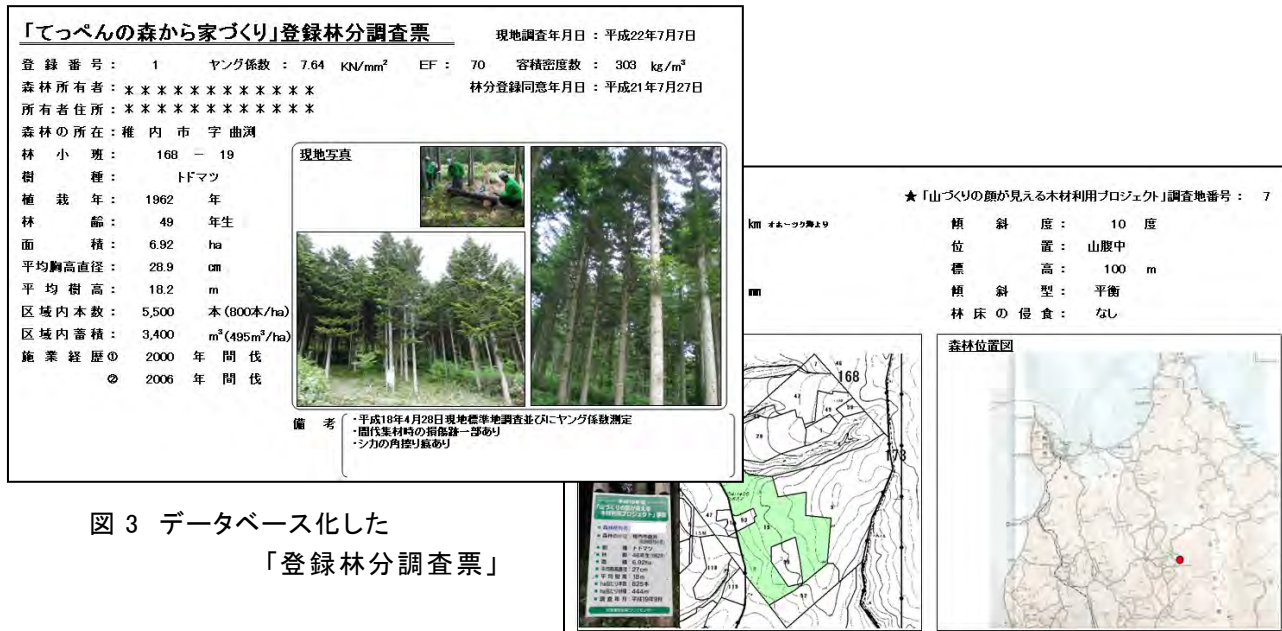 「てっぺんの森から家づくり」登録林分調査票
現地調査年月日 : 平成22年7月7日
登録番号 : 1 ヤング係数 : 7.64 KN/mm² EF : 70 容積密度数 : 303 kg/m³
森林所有者 : ************
林分登録同意年月日 : 平成21年7月27日
所有者住所 : ************
森林の所在 : 稚内市 字曲渕
林小班 : 168 - 19
樹種 : トドマツ
植栽年 : 1962 年
林齢 : 49 年生
面積 : 6.92 ha
平均胸高直径 : 28.9 cm
平均樹高 : 18.2 m
区域内本数 : 5,500 本(800本/ha)
区域内蓄積 : 3,400 m³(495m³/ha)
施業経歴① 2000 年 間伐
② 2006 年 間伐
現地写真
備考
・平成18年4月28日現地標準地調査並びにヤング係数測定
・間伐集材時の損傷跡一部あり
・シカの角擦り痕あり
★「山づくりの顔が見える木材利用プロジェクト」調査地番号 : 7
km オホーツク海より
mm
傾斜度 : 10 度
位置 : 山腹中
標高 : 100 m
傾斜型 : 平衡
林床の侵食 : なし
168
173
森林位置図
図 3 データベース化した
「登録林分調査票」